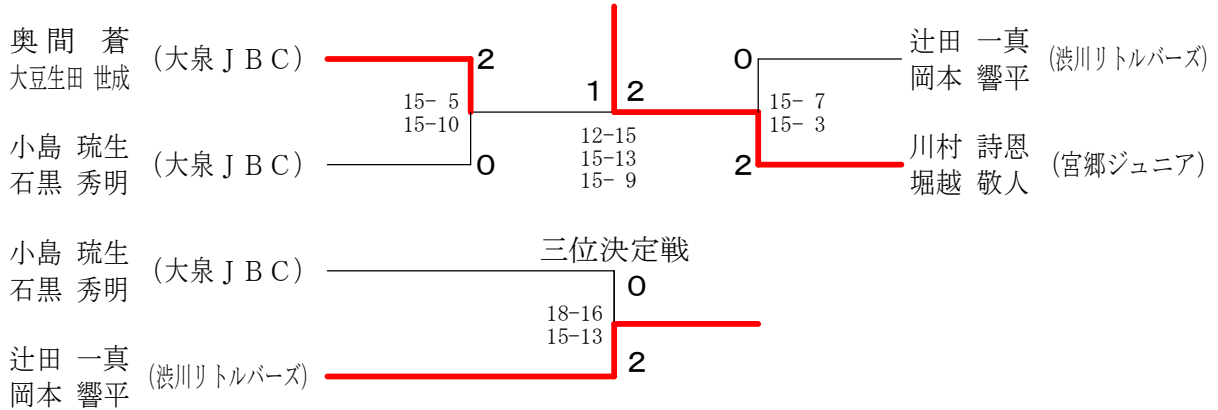 奥間 蒼
大豆生田 世成
(大泉ＪＢＣ)
2
15- 5
15-10
小島 琉生
石黒 秀明
(大泉ＪＢＣ)
0
1 2
12-15
15-13
15- 9
0
15- 7
15- 3
2
辻田 一真
岡本 響平
(渋川リトルバーズ)
川村 詩恩
堀越 敬人
(宮郷ジュニア)
三位決定戦
小島 琉生
石黒 秀明
(大泉ＪＢＣ)
0
18-16
15-13
2
辻田 一真
岡本 響平
(渋川リトルバーズ)